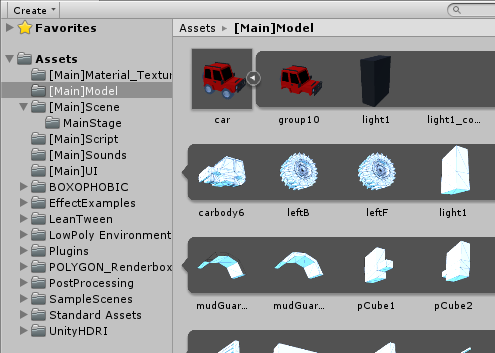 Create
Favorites
Assets
[Main]Material_Textur
[Main]Model
[Main]Scene
MainStage
[Main]Script
[Main]Sounds
[Main]UI
BOXOPHOBIC
EffectExamples
LeanTween
LowPoly Environment
Plugins
POLYGON_Renderbox
PostProcessing
SampleScenes
Standard Assets
UnityHDRI
Assets [Main]Model
car group10 light1 light1_co...
carbody6 leftB leftF light1
mudGuar... mudGuar... pCube1 pCube2